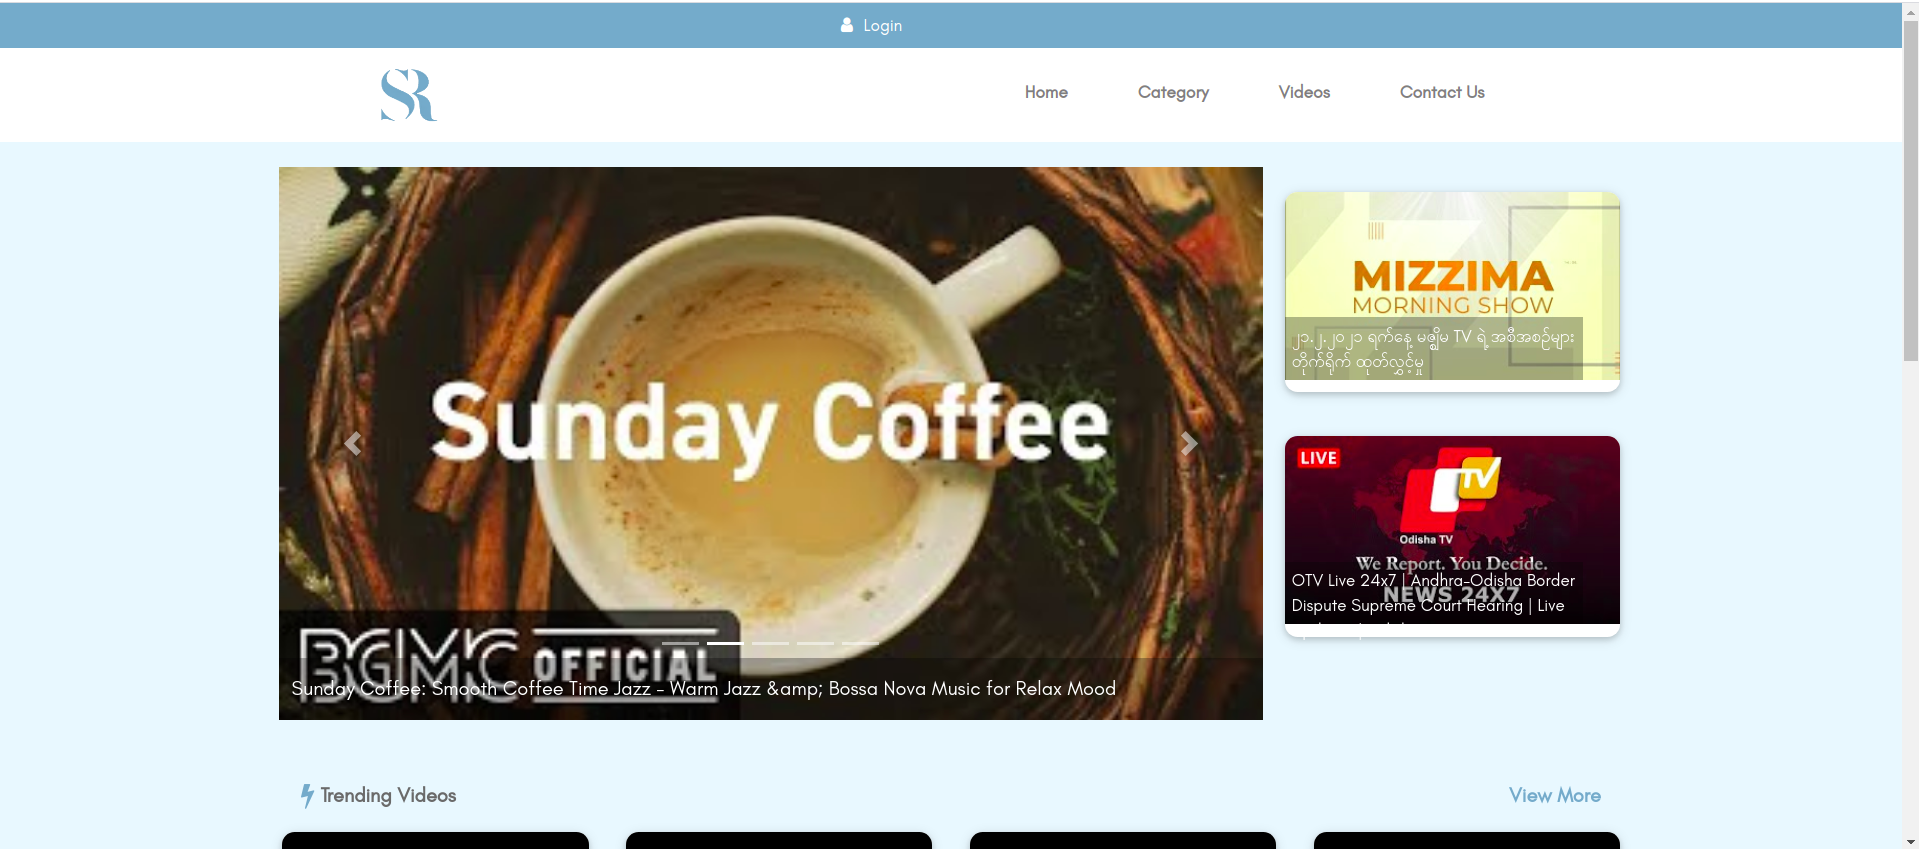 Login
SR
Home Category Videos Contact Us
Sunday Coffee
BGMC OFFICIAL
Sunday Coffee: Smooth Coffee Time Jazz - Warm Jazz &amp; Bossa Nova Music for Relax Mood
MIZZIMA
MORNING SHOW
၂၁.၂.၂၀၂၁ ရက်နေ့ မဇ္ဈိမ TV ရဲ့ အစီအစဉ်များ
တိုက်ရိုက် ထုတ်လွှင့်မှု
LIVE
TV
Odisha TV
We Report. You Decide.
NEWS 24X7
OTV Live 24x7 | Andhra-Odisha Border
Dispute Supreme Court Hearing | Live
Trending Videos
View More